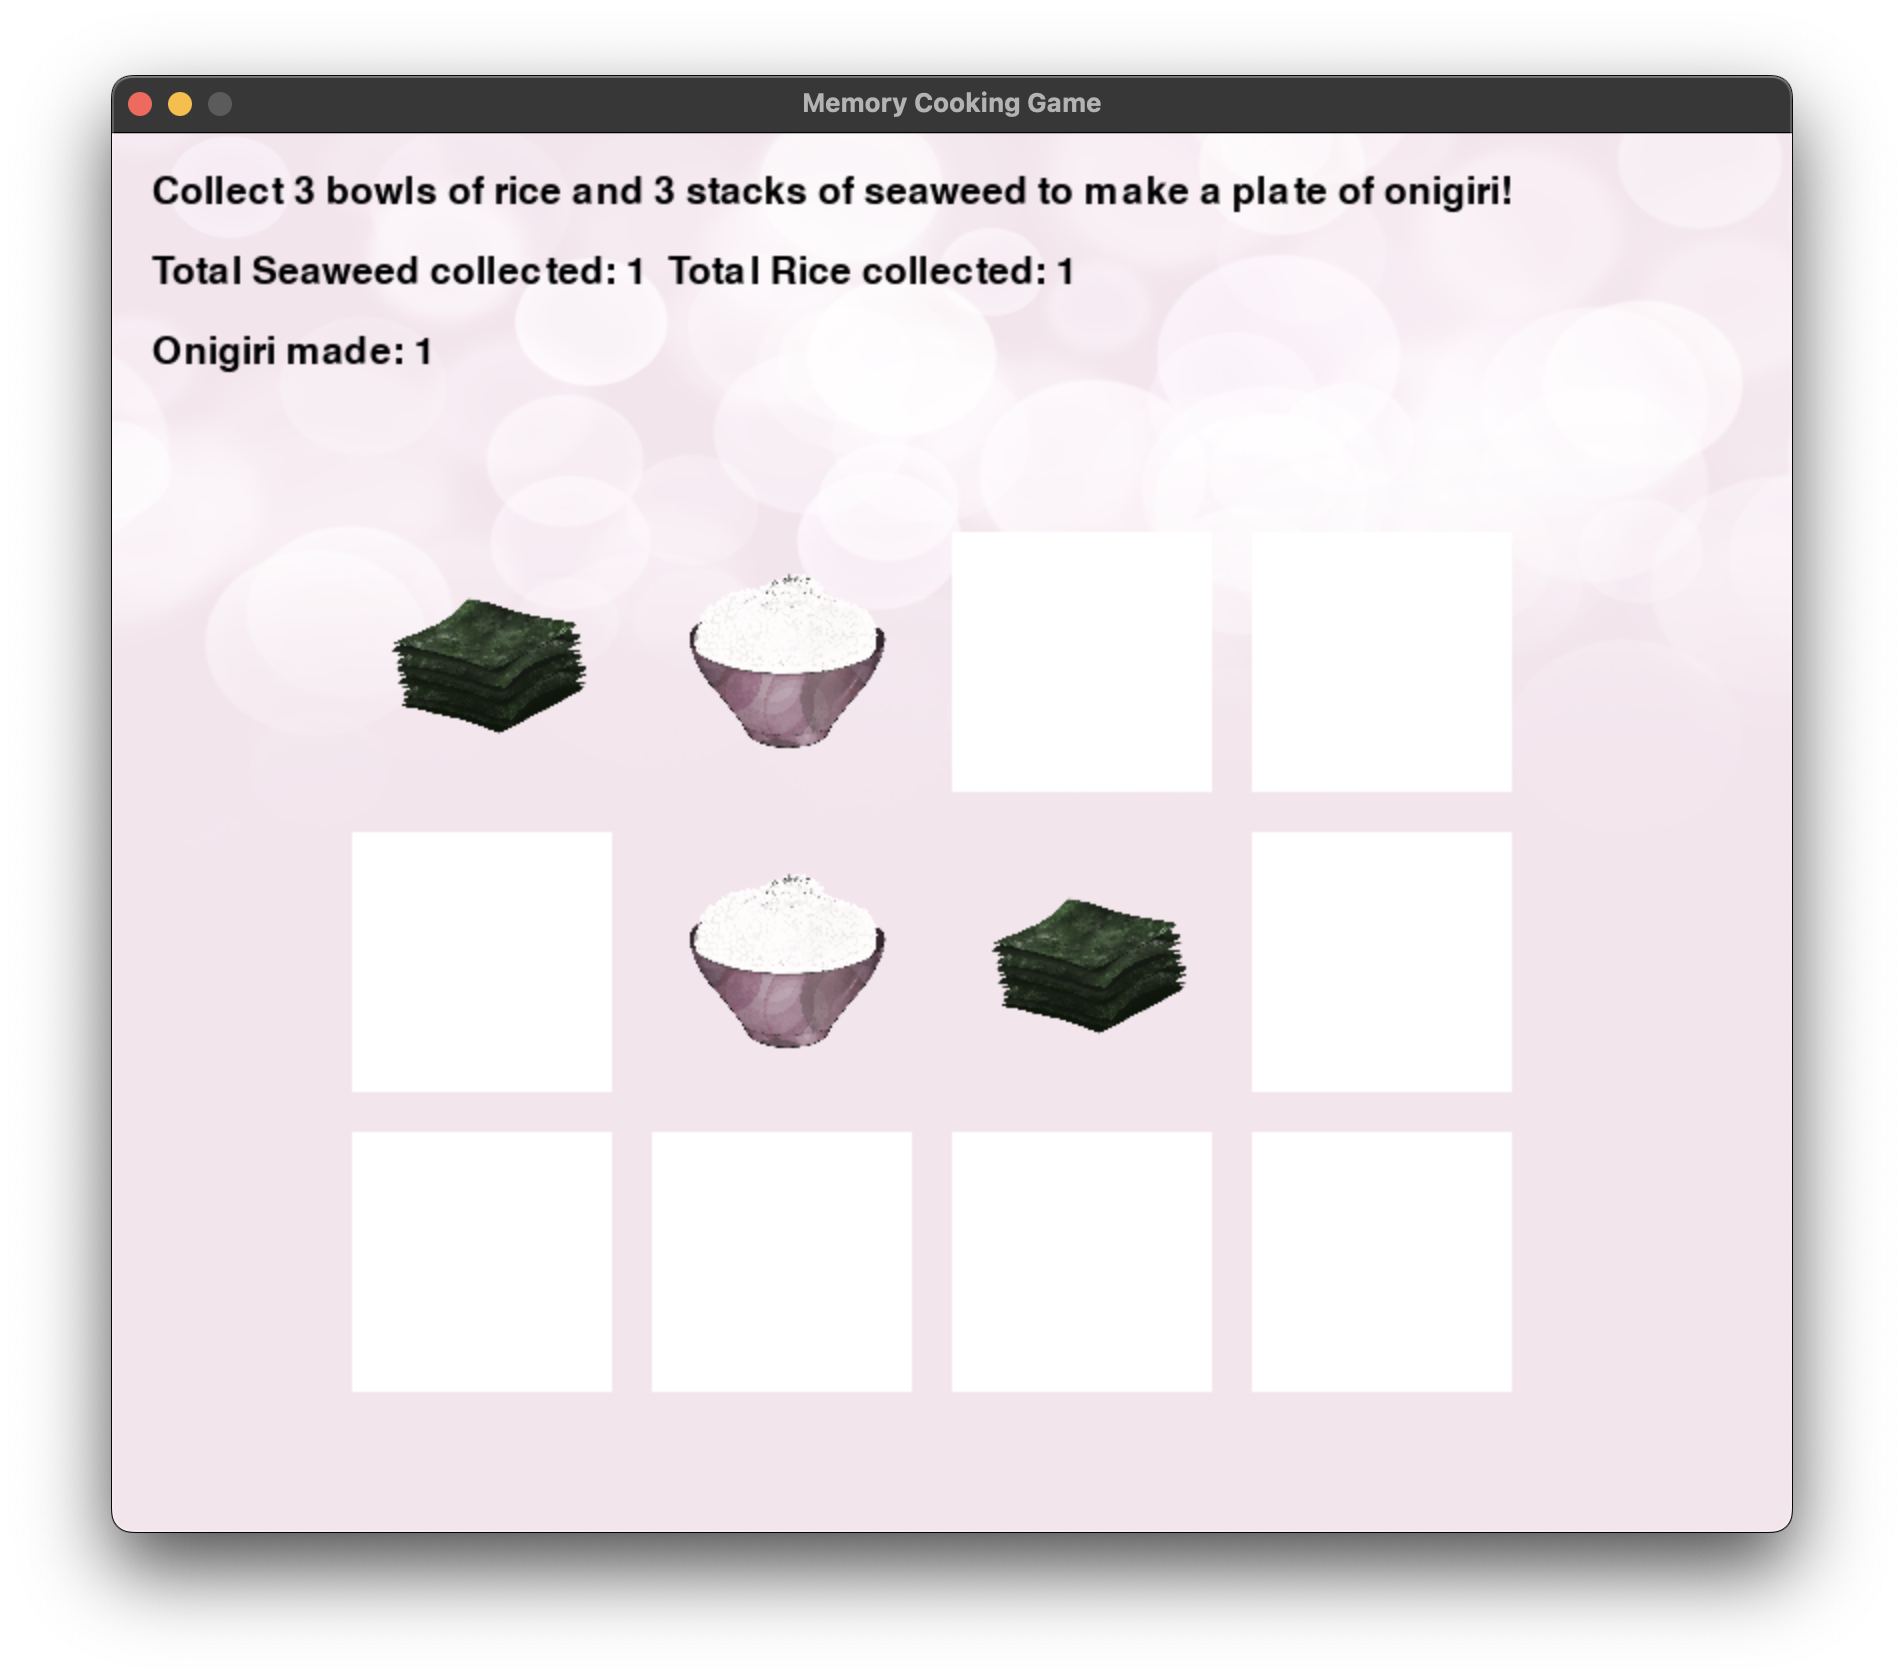 Memory Cooking Game
Collect 3 bowls of rice and 3 stacks of seaweed to make a plate of onigiri!
Total Seaweed collected: 1 Total Rice collected: 1
Onigiri made: 1